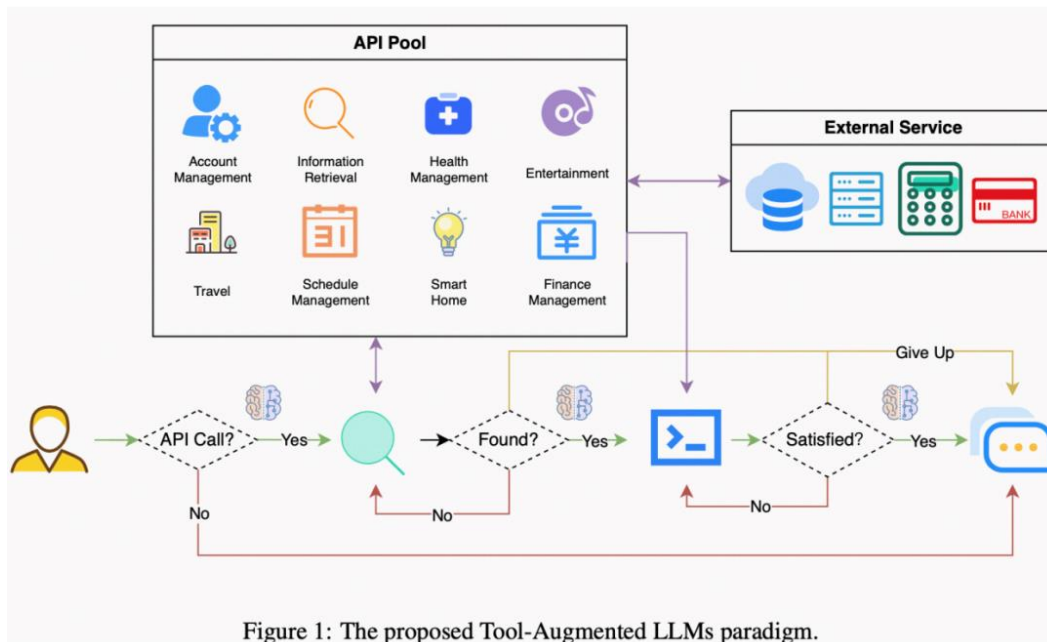 API Pool
Account
Management
Information
Retrieval
Health
Management
Entertainment
Travel
31
Schedule
Management
Smart
Home
¥
Finance
Management
External Service
BANK
Give Up
API Call?
Yes
Found?
Yes
Satisfied?
Yes
No
No
No
Figure 1: The proposed Tool-Augmented LLMs paradigm.